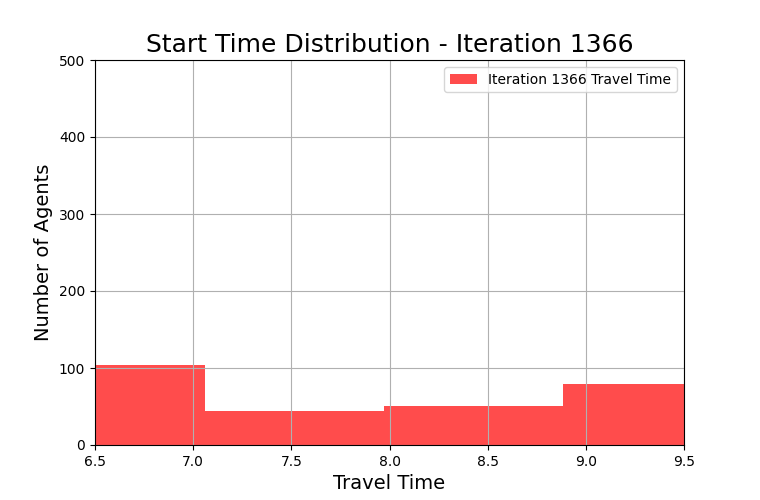 Start Time Distribution - Iteration 1366
Iteration 1366 Travel Time
Number of Agents
500
400
300
200
100
0
6.5 7.0 7.5 8.0 8.5 9.0 9.5
Travel Time